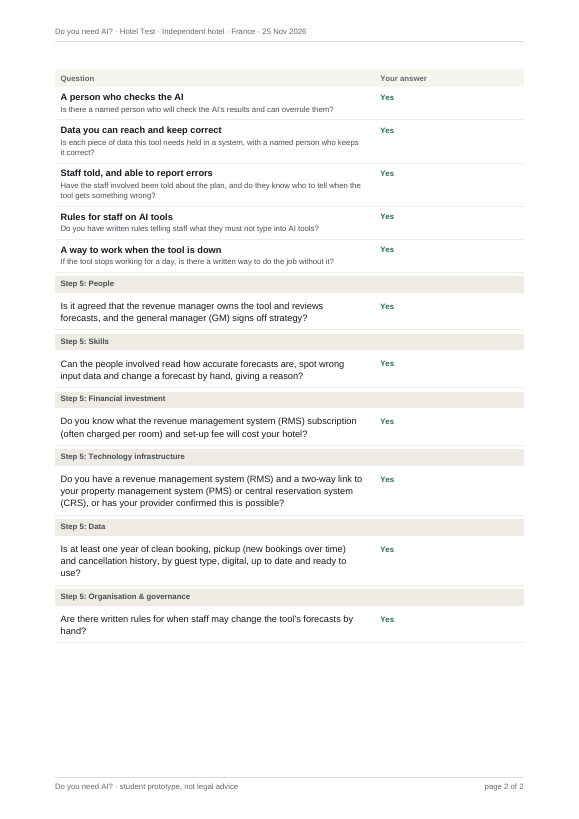 Do you need AI? · Hotel Test · Independent hotel · France · 25 Nov 2026
Question Your answer
A person who checks the AI Yes
Is there a named person who will check the AI's results and can overrule them?
Data you can reach and keep correct Yes
Is each piece of data this tool needs held in a system, with a named person who keeps
it correct?
Staff told, and able to report errors Yes
Have the staff involved been told about the plan, and do they know who to tell when the
tool gets something wrong?
Rules for staff on AI tools Yes
Do you have written rules telling staff what they must not type into AI tools?
A way to work when the tool is down Yes
If the tool stops working for a day, is there a written way to do the job without it?
Step 5: People
Is it agreed that the revenue manager owns the tool and reviews Yes
forecasts, and the general manager (GM) signs off strategy?
Step 5: Skills
Can the people involved read how accurate forecasts are, spot wrong Yes
input data and change a forecast by hand, giving a reason?
Step 5: Financial investment
Do you know what the revenue management system (RMS) subscription Yes
(often charged per room) and set-up fee will cost your hotel?
Step 5: Technology infrastructure
Do you have a revenue management system (RMS) and a two-way link to Yes
your property management system (PMS) or central reservation system
(CRS), or has your provider confirmed this is possible?
Step 5: Data
Is at least one year of clean booking, pickup (new bookings over time) Yes
and cancellation history, by guest type, digital, up to date and ready to
use?
Step 5: Organisation & governance
Are there written rules for when staff may change the tool's forecasts by Yes
hand?
Do you need AI? · student prototype, not legal advice page 2 of 2